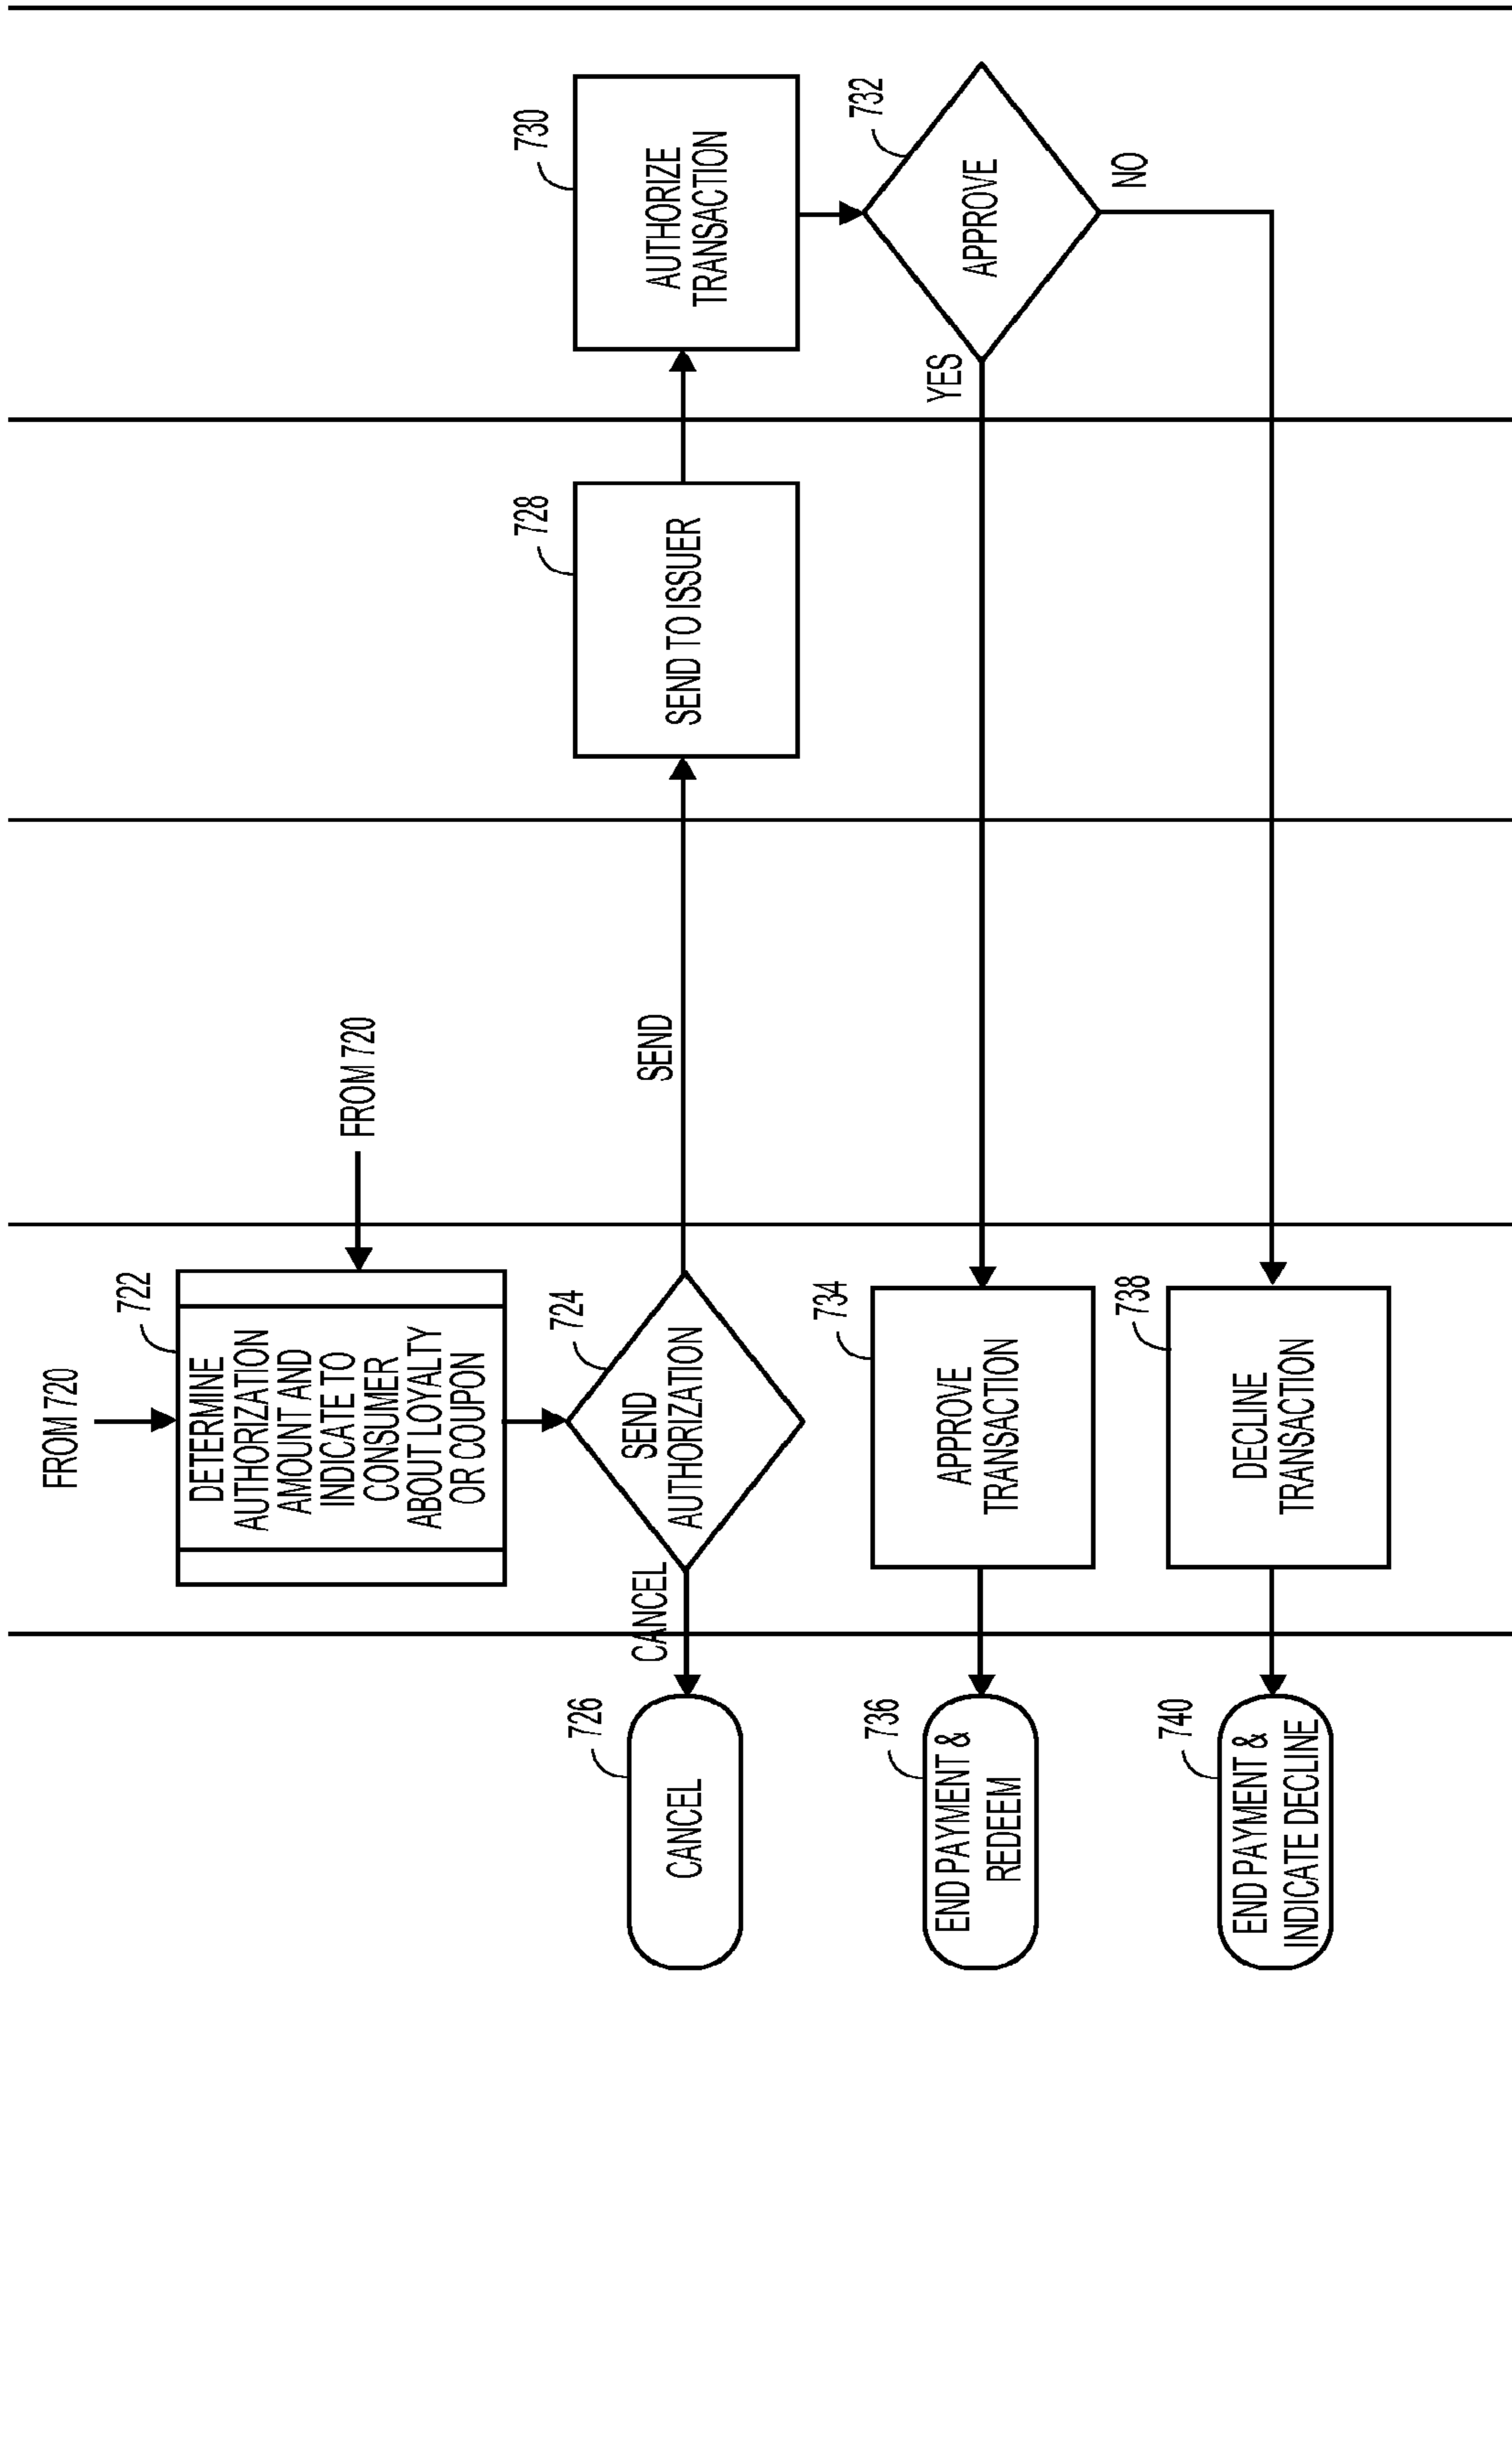 FROM 720
722
DETERMINE
AUTHORIZATION
AMOUNT AND
INDICATE TO
CONSUMER
ABOUT LOYALTY
OR COUPON
FROM 720
724
SEND
AUTHORIZATION
CANCEL
726
CANCEL
SEND
728
SEND TO ISSUER
730
AUTHORIZE
TRANSACTION
732
APPROVE
YES
NO
734
APPROVE
TRANSACTION
736
END PAYMENT &
REDEEM
738
DECLINE
TRANSACTION
740
END PAYMENT &
INDICATE DECLINE